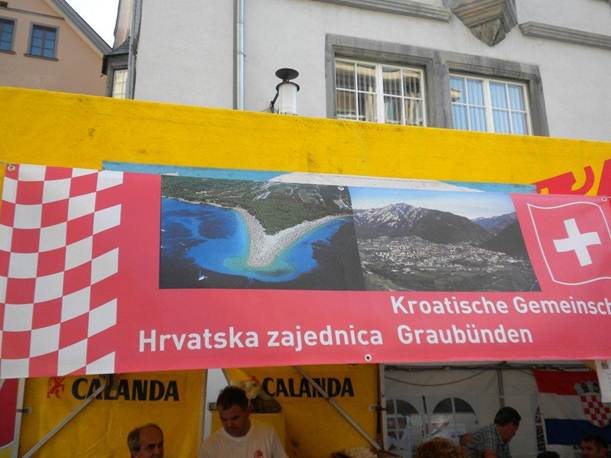 Kroatische Gemeinsch
Hrvatska zajednica Graubünden
CALANDA CALANDA